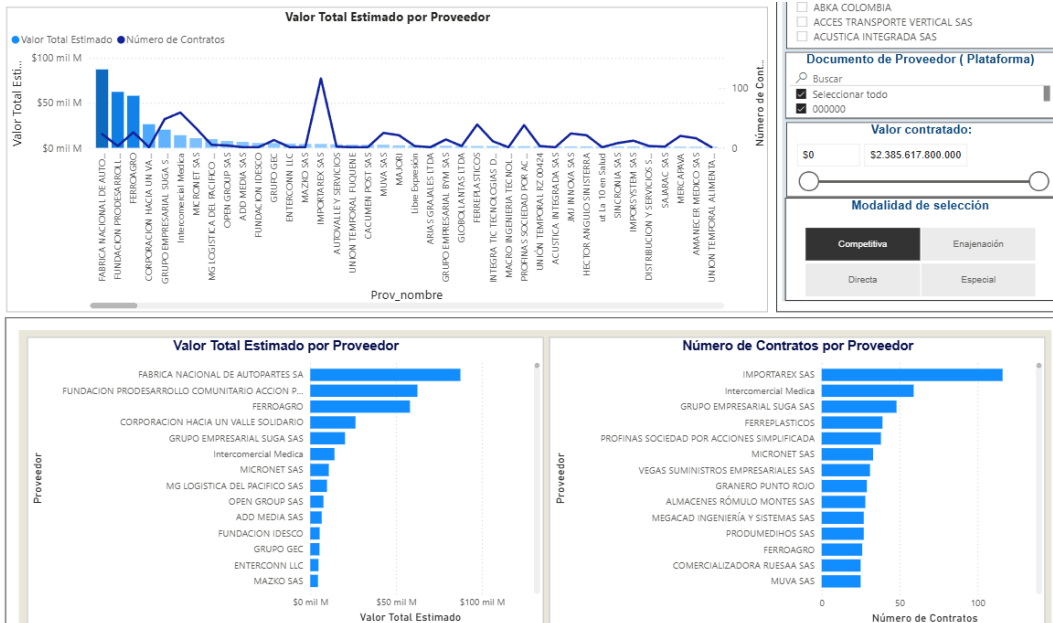 Valor Total Estimado por Proveedor
Valor Total Estimado
Número de Contratos
Valor Total Esti...
$100 mil M
$50 mil M
$0 mil M
100
0
Número de Cont...
FABRICA NACIONAL DE AUTO...
FUNDACION PRODESARROLL...
FERROAGRO
CORPORACION HACIA UN VA...
GRUPO EMPRESARIAL SUGA S...
Intercomercial Medica
MICRONET SAS
MG LOGISTICA DEL PACIFICO ...
OPEN GROUP SAS
ADD MEDIA SAS
FUNDACION IDESCO
GRUPO GEC
ENTERCONN LLC
MAZKO SAS
IMPORTAREX SAS
AUTOVALLE Y SERVICIOS
UNION TEMPORAL FUQUENE
CACUMEN POST SAS
MUVA SAS
MAJORI
Libre Expresión
ARIAS GRAJALES LTDA
GRUPO EMPRESARIAL BYM SAS
GLOBOLLANTAS LTDA
FERREPLASTICOS
INTEGRA TIC TECNOLOGIAS D...
MACRO INGENIERIA TECNOL...
PROFINAS SOCIEDAD POR AC...
UNIÓN TEMPORAL RZ 00424
ACUSTICA INTEGRADA SAS
JMJ INNOVA SAS
HECTOR ANGULO SINISTERRA
ut La 10 en Salud
SINCRONIA SAS
IMPORSYSTEM SAS
DISTRIBUCION Y SERVICIOS S...
SAJARAC SAS
MERCAPAVA
AMANECER MEDICO SAS
UNION TEMPORAL ALIMENTA...
Prov_nombre
ABKA COLOMBIA
ACCES TRANSPORTE VERTICAL SAS
ACUSTICA INTEGRADA SAS
Documento de Proveedor ( Plataforma)
Buscar
Seleccionar todo
000000
Valor contratado:
$0
$2.385.617.800.000
Modalidad de selección
Competitiva
Enajenación
Directa
Especial
Valor Total Estimado por Proveedor
Proveedor
FABRICA NACIONAL DE AUTOPARTES SA
FUNDACION PRODESARROLLO COMUNITARIO ACCION P...
FERROAGRO
CORPORACION HACIA UN VALLE SOLIDARIO
GRUPO EMPRESARIAL SUGA SAS
Intercomercial Medica
MICRONET SAS
MG LOGISTICA DEL PACIFICO SAS
OPEN GROUP SAS
ADD MEDIA SAS
FUNDACION IDESCO
GRUPO GEC
ENTERCONN LLC
MAZKO SAS
$0 mil M
$50 mil M
$100 mil M
Valor Total Estimado
Número de Contratos por Proveedor
Proveedor
IMPORTAREX SAS
Intercomercial Medica
GRUPO EMPRESARIAL SUGA SAS
FERREPLASTICOS
PROFINAS SOCIEDAD POR ACCIONES SIMPLIFICADA
MICRONET SAS
VEGAS SUMINISTROS EMPRESARIALES SAS
GRANERO PUNTO ROJO
ALMACENES RÓMULO MONTES SAS
MEGACAD INGENIERÍA Y SISTEMAS SAS
PRODUMEDIHOS SAS
FERROAGRO
COMERCIALIZADORA RUESAA SAS
MUVA SAS
0
50
100
Número de Contratos